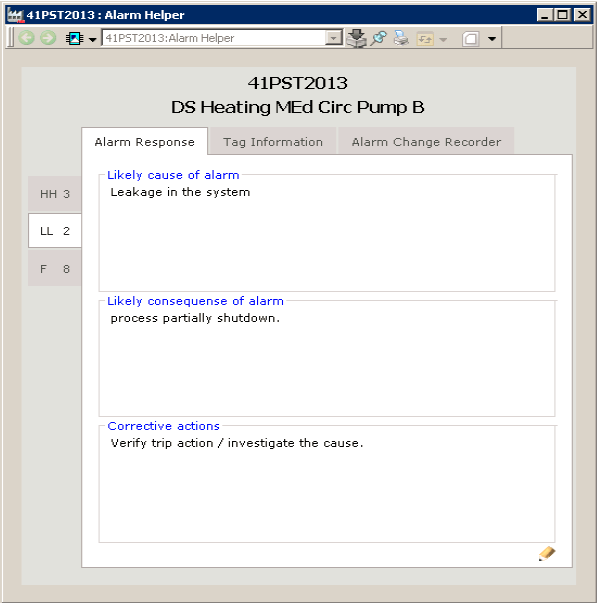 41PST2013 : Alarm Helper
41PST2013:Alarm Helper
41PST2013
DS Heating MEd Circ Pump B
Alarm Response Tag Information Alarm Change Recorder
HH 3
LL 2
F 8
Likely cause of alarm
Leakage in the system
Likely consequense of alarm
process partially shutdown.
Corrective actions
Verify trip action / investigate the cause.